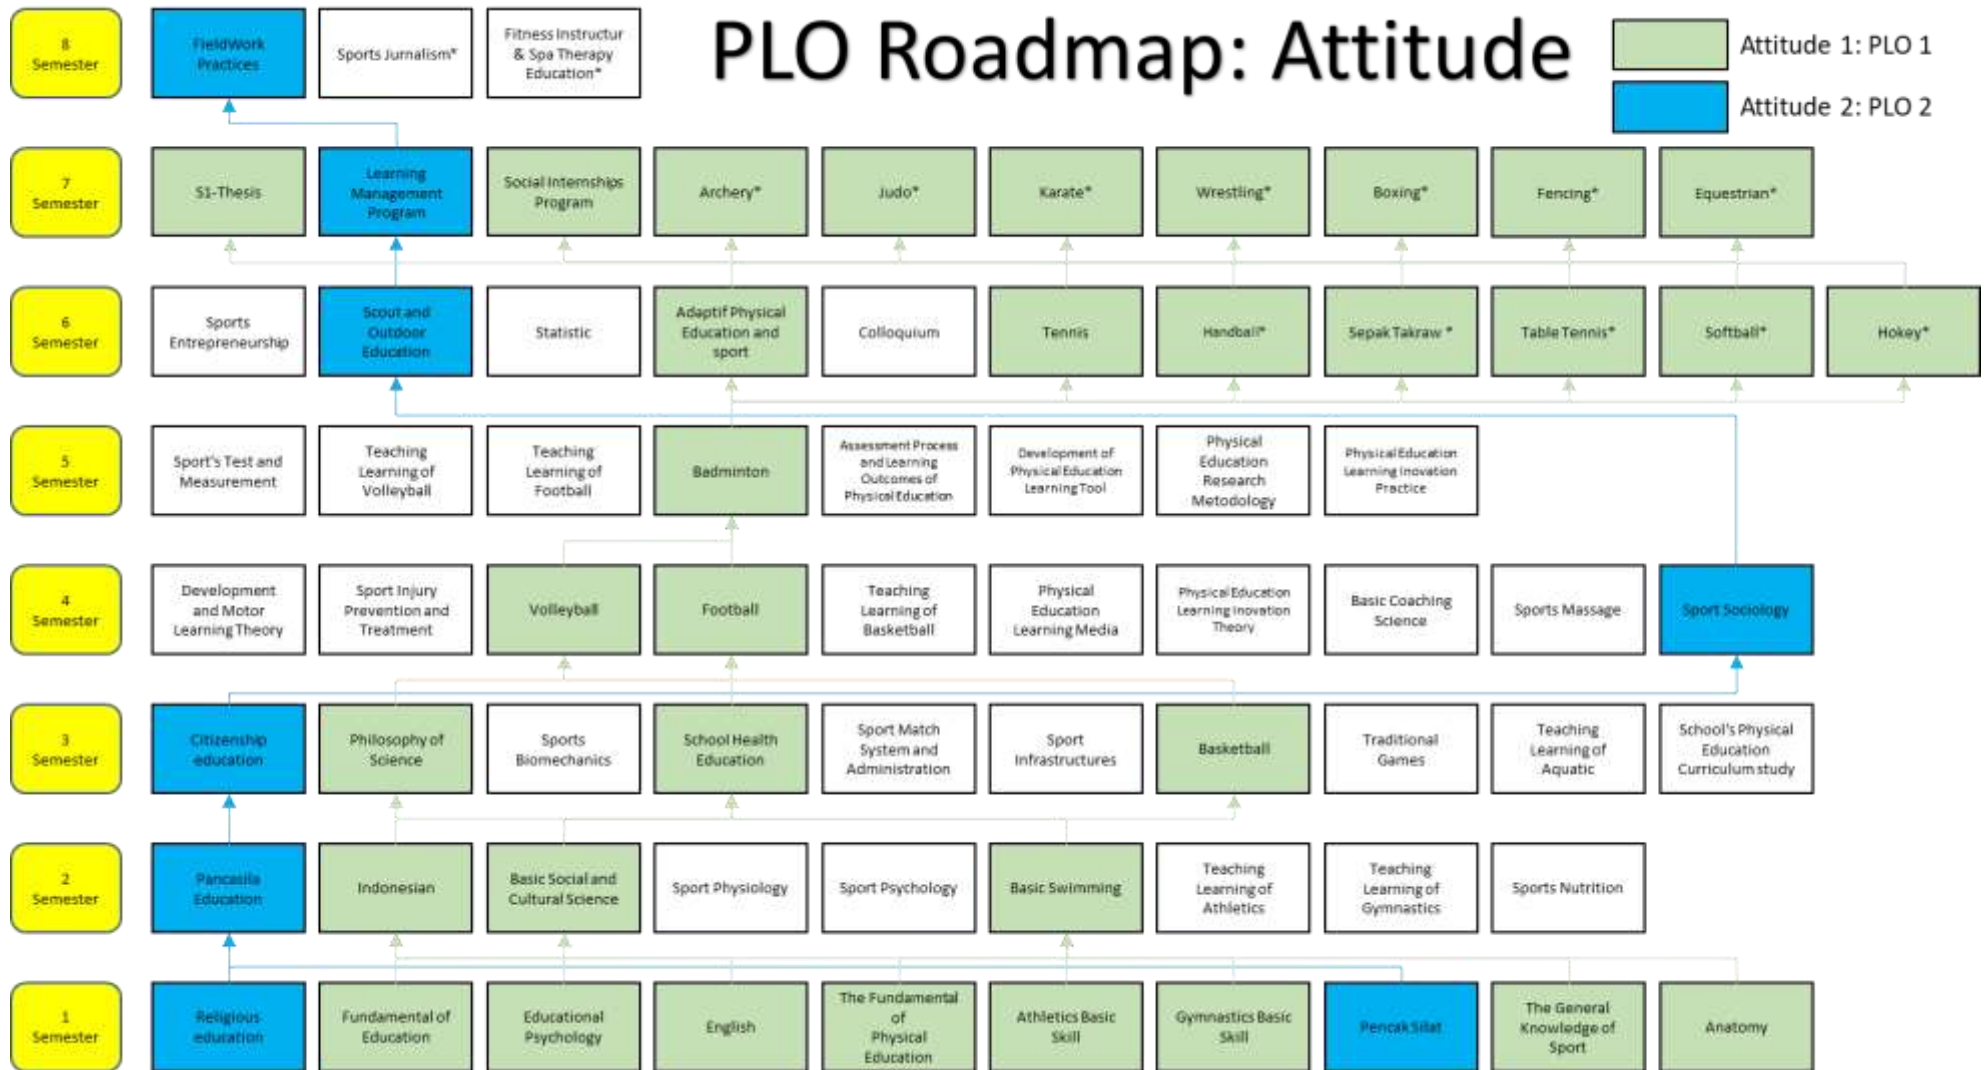 PLO Roadmap: Attitude
Attitude 1: PLO 1
Attitude 2: PLO 2
8
Semester
FieldWork
Practices
Sports Jurnalism*
Fitness Instructur
& Spa Therapy
Education*
7
Semester
S1-Thesis
Learning
Management
Program
Social Internships
Program
Archery*
Judo*
Karate*
Wrestling*
Boxing*
Fencing*
Equestrian*
6
Semester
Sports
Entrepreneurship
Scout and
Outdoor
Education
Statistic
Adaptif Physical
Education and
sport
Colloquium
Tennis
Handball*
Sepak Takraw *
Table Tennis*
Softball*
Hokey*
5
Semester
Sport's Test and
Measurement
Teaching
Learning of
Volleyball
Teaching
Learning of
Football
Badminton
Assessment Process
and Learning
Outcomes of
Physical Education
Development of
Physical Education
Learning Tool
Physical
Education
Research
Metodology
Physical Education
Learning Inovation
Practice
4
Semester
Development
and Motor
Learning Theory
Sport Injury
Prevention and
Treatment
Volleyball
Football
Teaching
Learning of
Basketball
Physical
Education
Learning Media
Physical Education
Learning Inovation
Theory
Basic Coaching
Science
Sports Massage
Sport Sociology
3
Semester
Citizenship
education
Philosophy of
Science
Sports
Biomechanics
School Health
Education
Sport Match
System and
Administration
Sport
Infrastructures
Basketball
Traditional
Games
Teaching
Learning of
Aquatic
School's Physical
Education
Curriculum study
2
Semester
Pancasila
Education
Indonesian
Basic Social and
Cultural Science
Sport Physiology
Sport Psychology
Basic Swimming
Teaching
Learning of
Athletics
Teaching
Learning of
Gymnastics
Sports Nutrition
1
Semester
Religious
education
Fundamental of
Education
Educational
Psychology
English
The Fundamental
of
Physical
Education
Athletics Basic
Skill
Gymnastics Basic
Skill
Pencak Silat
The General
Knowledge of
Sport
Anatomy